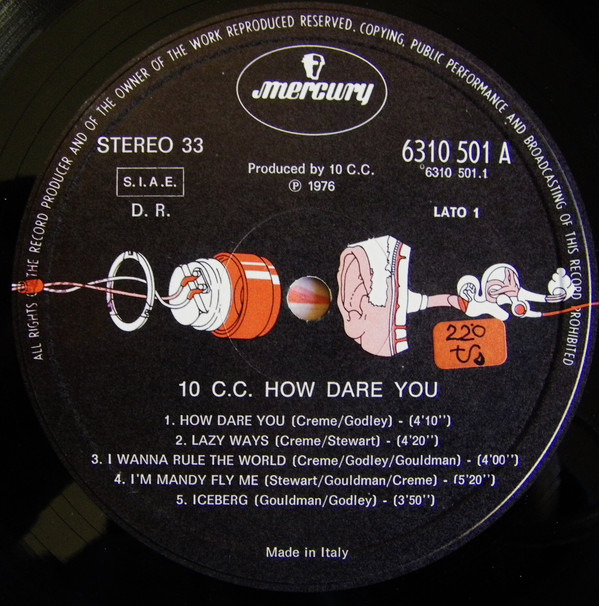 ALL RIGHTS OF THE RECORD PRODUCER AND OF THE OWNER OF THE WORK REPRODUCED RESERVED. COPYING, PUBLIC PERFORMANCE AND BROADCASTING OF THIS RECORD PROHIBITED
mercury
STEREO 33
6310 501 A
°6310 501.1
S.I.A.E.
D. R.
Produced by 10 C.C.
Ⓟ 1976
LATO 1
220
10 C.C. HOW DARE YOU
1. HOW DARE YOU (Creme/Godley) - (4'10'')
2. LAZY WAYS (Creme/Stewart) - (4'20'')
3. I WANNA RULE THE WORLD (Creme/Godley/Gouldman) - (4'00'')
4. I'M MANDY FLY ME (Stewart/Gouldman/Creme) - (5'20'')
5. ICEBERG (Gouldman/Godley) - (3'50'')
Made in Italy